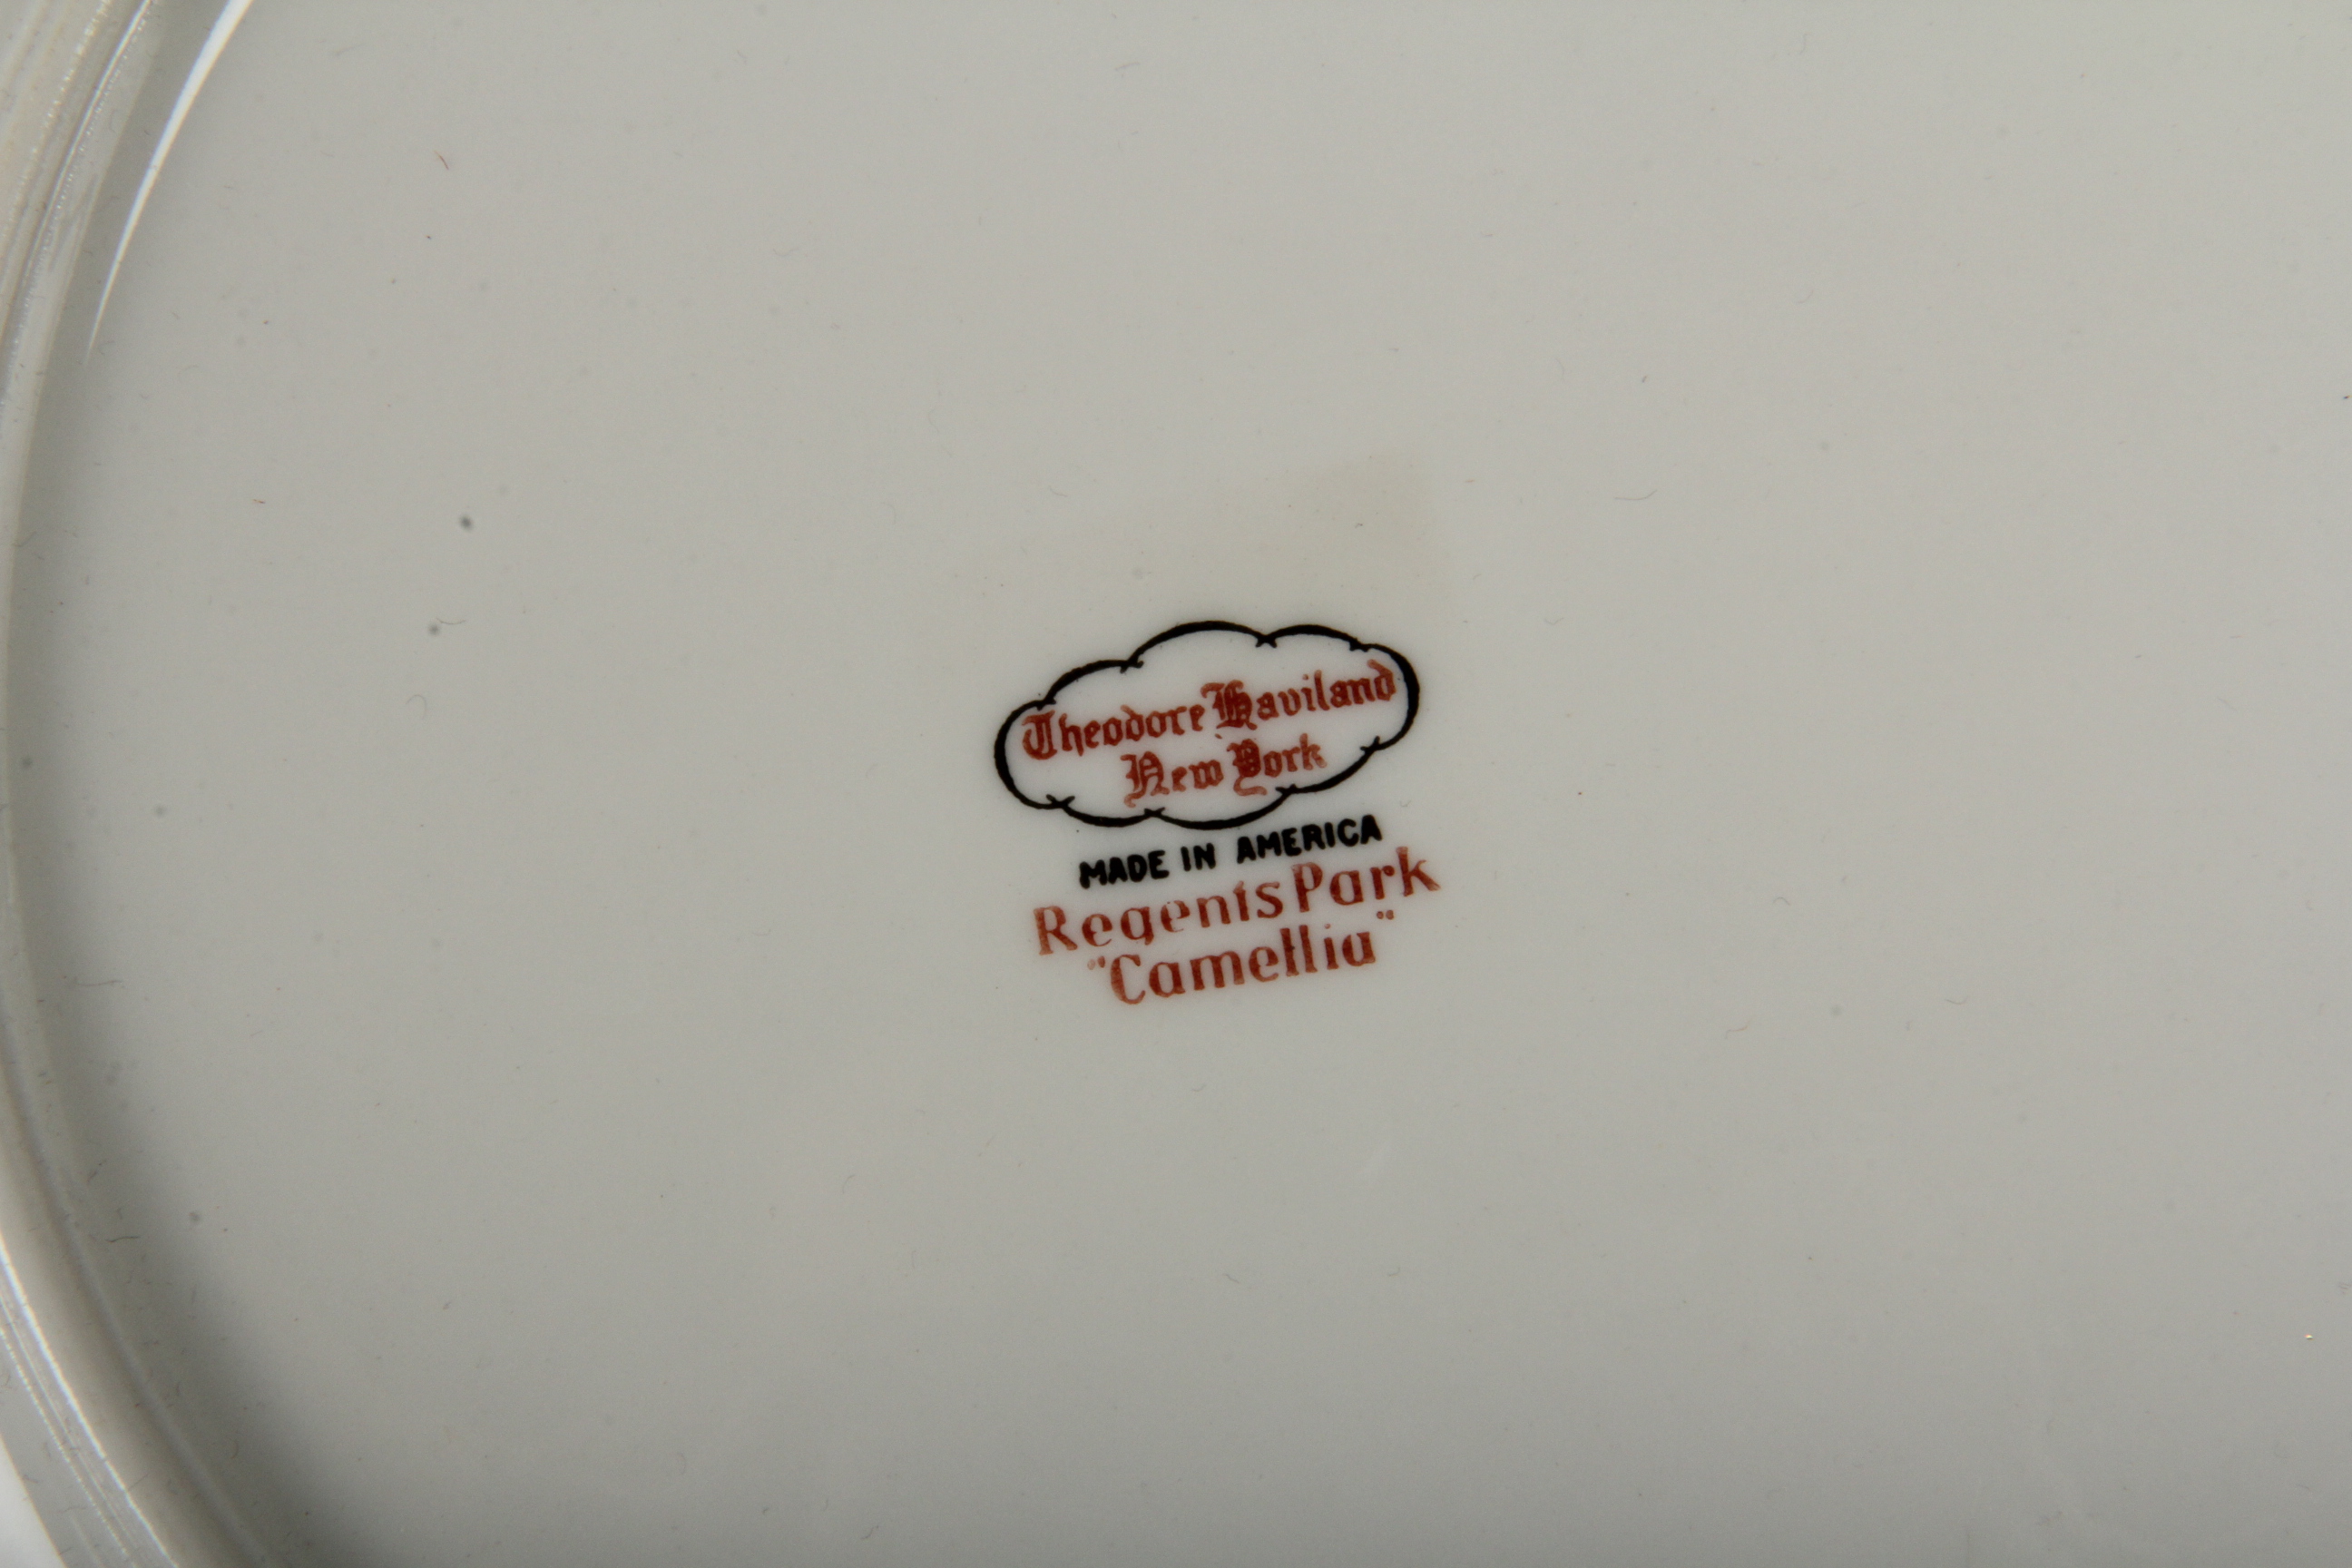 Theodore Haviland
New York
MADE IN AMERICA
Regents Park
"Camellia"